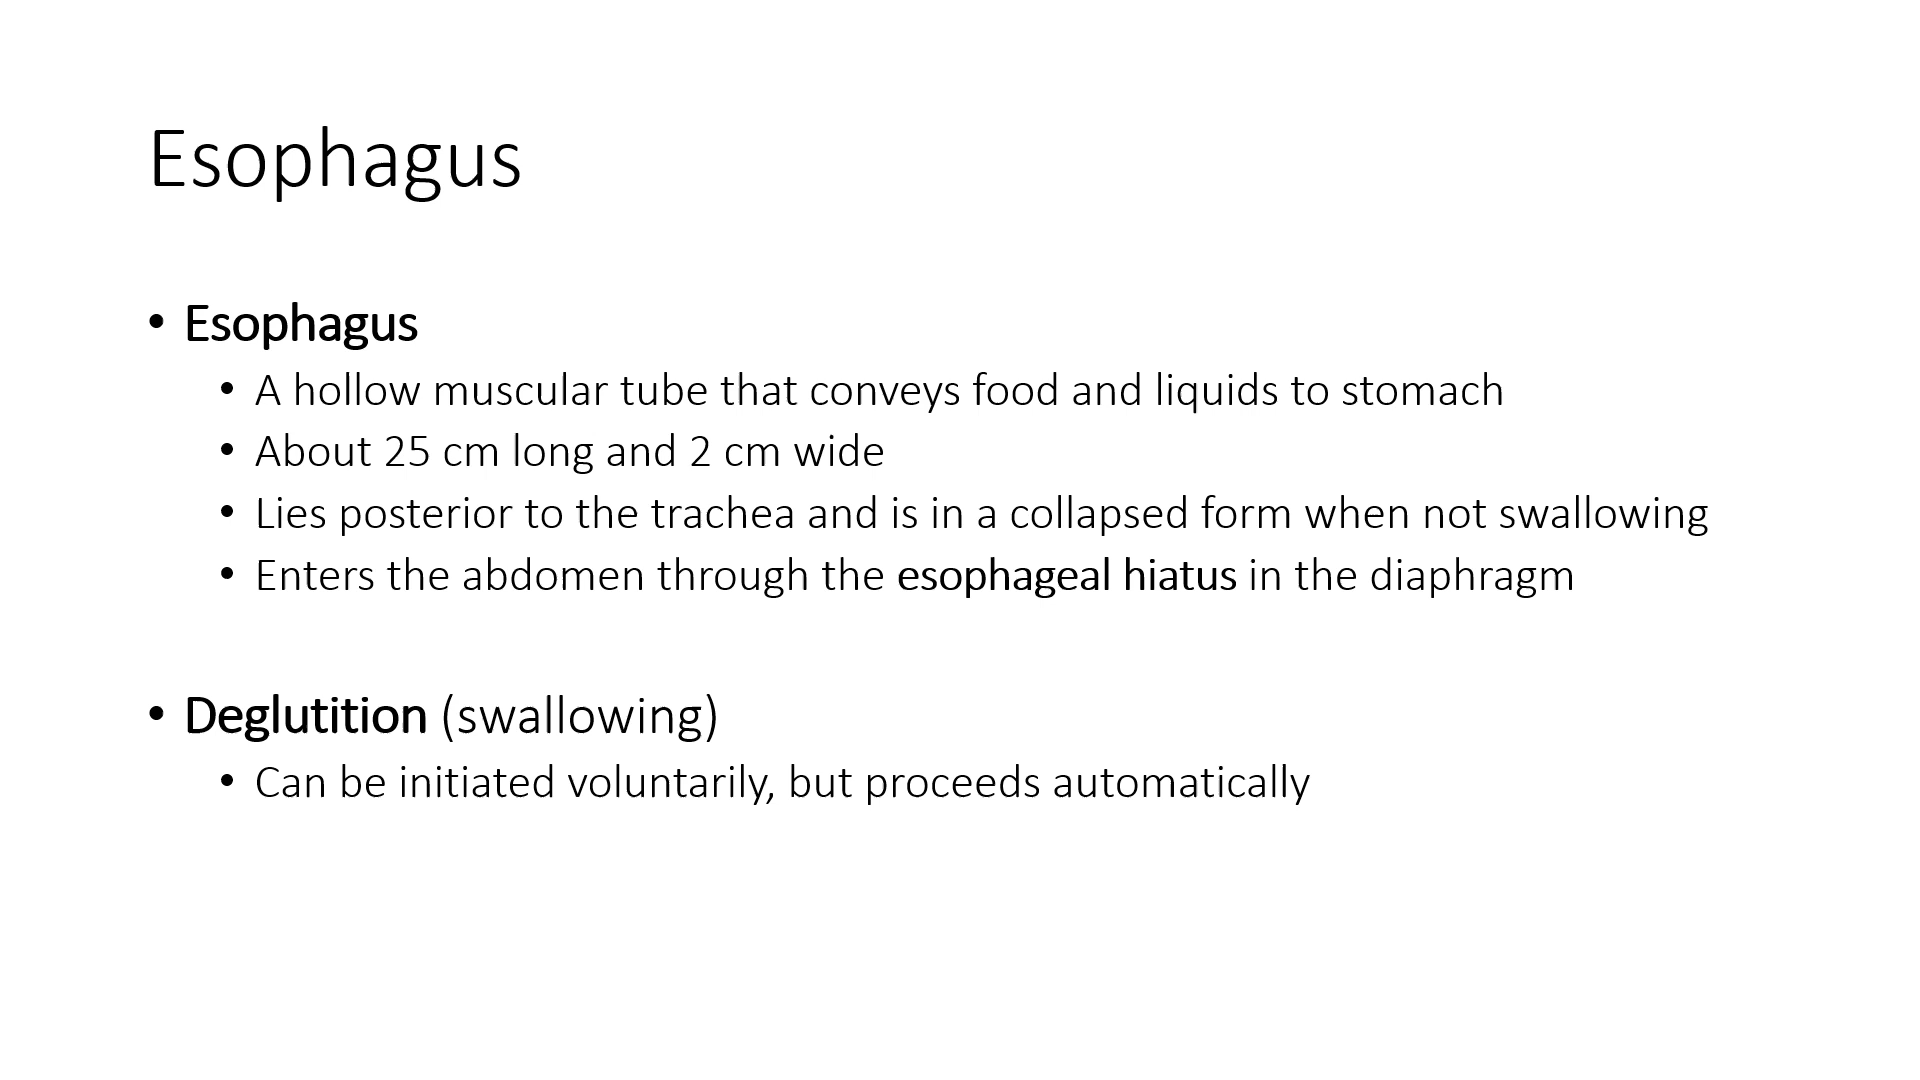 Esophagus
• Esophagus
• A hollow muscular tube that conveys food and liquids to stomach
• About 25 cm long and 2 cm wide
• Lies posterior to the trachea and is in a collapsed form when not swallowing
• Enters the abdomen through the esophageal hiatus in the diaphragm
• Deglutition (swallowing)
• Can be initiated voluntarily, but proceeds automatically